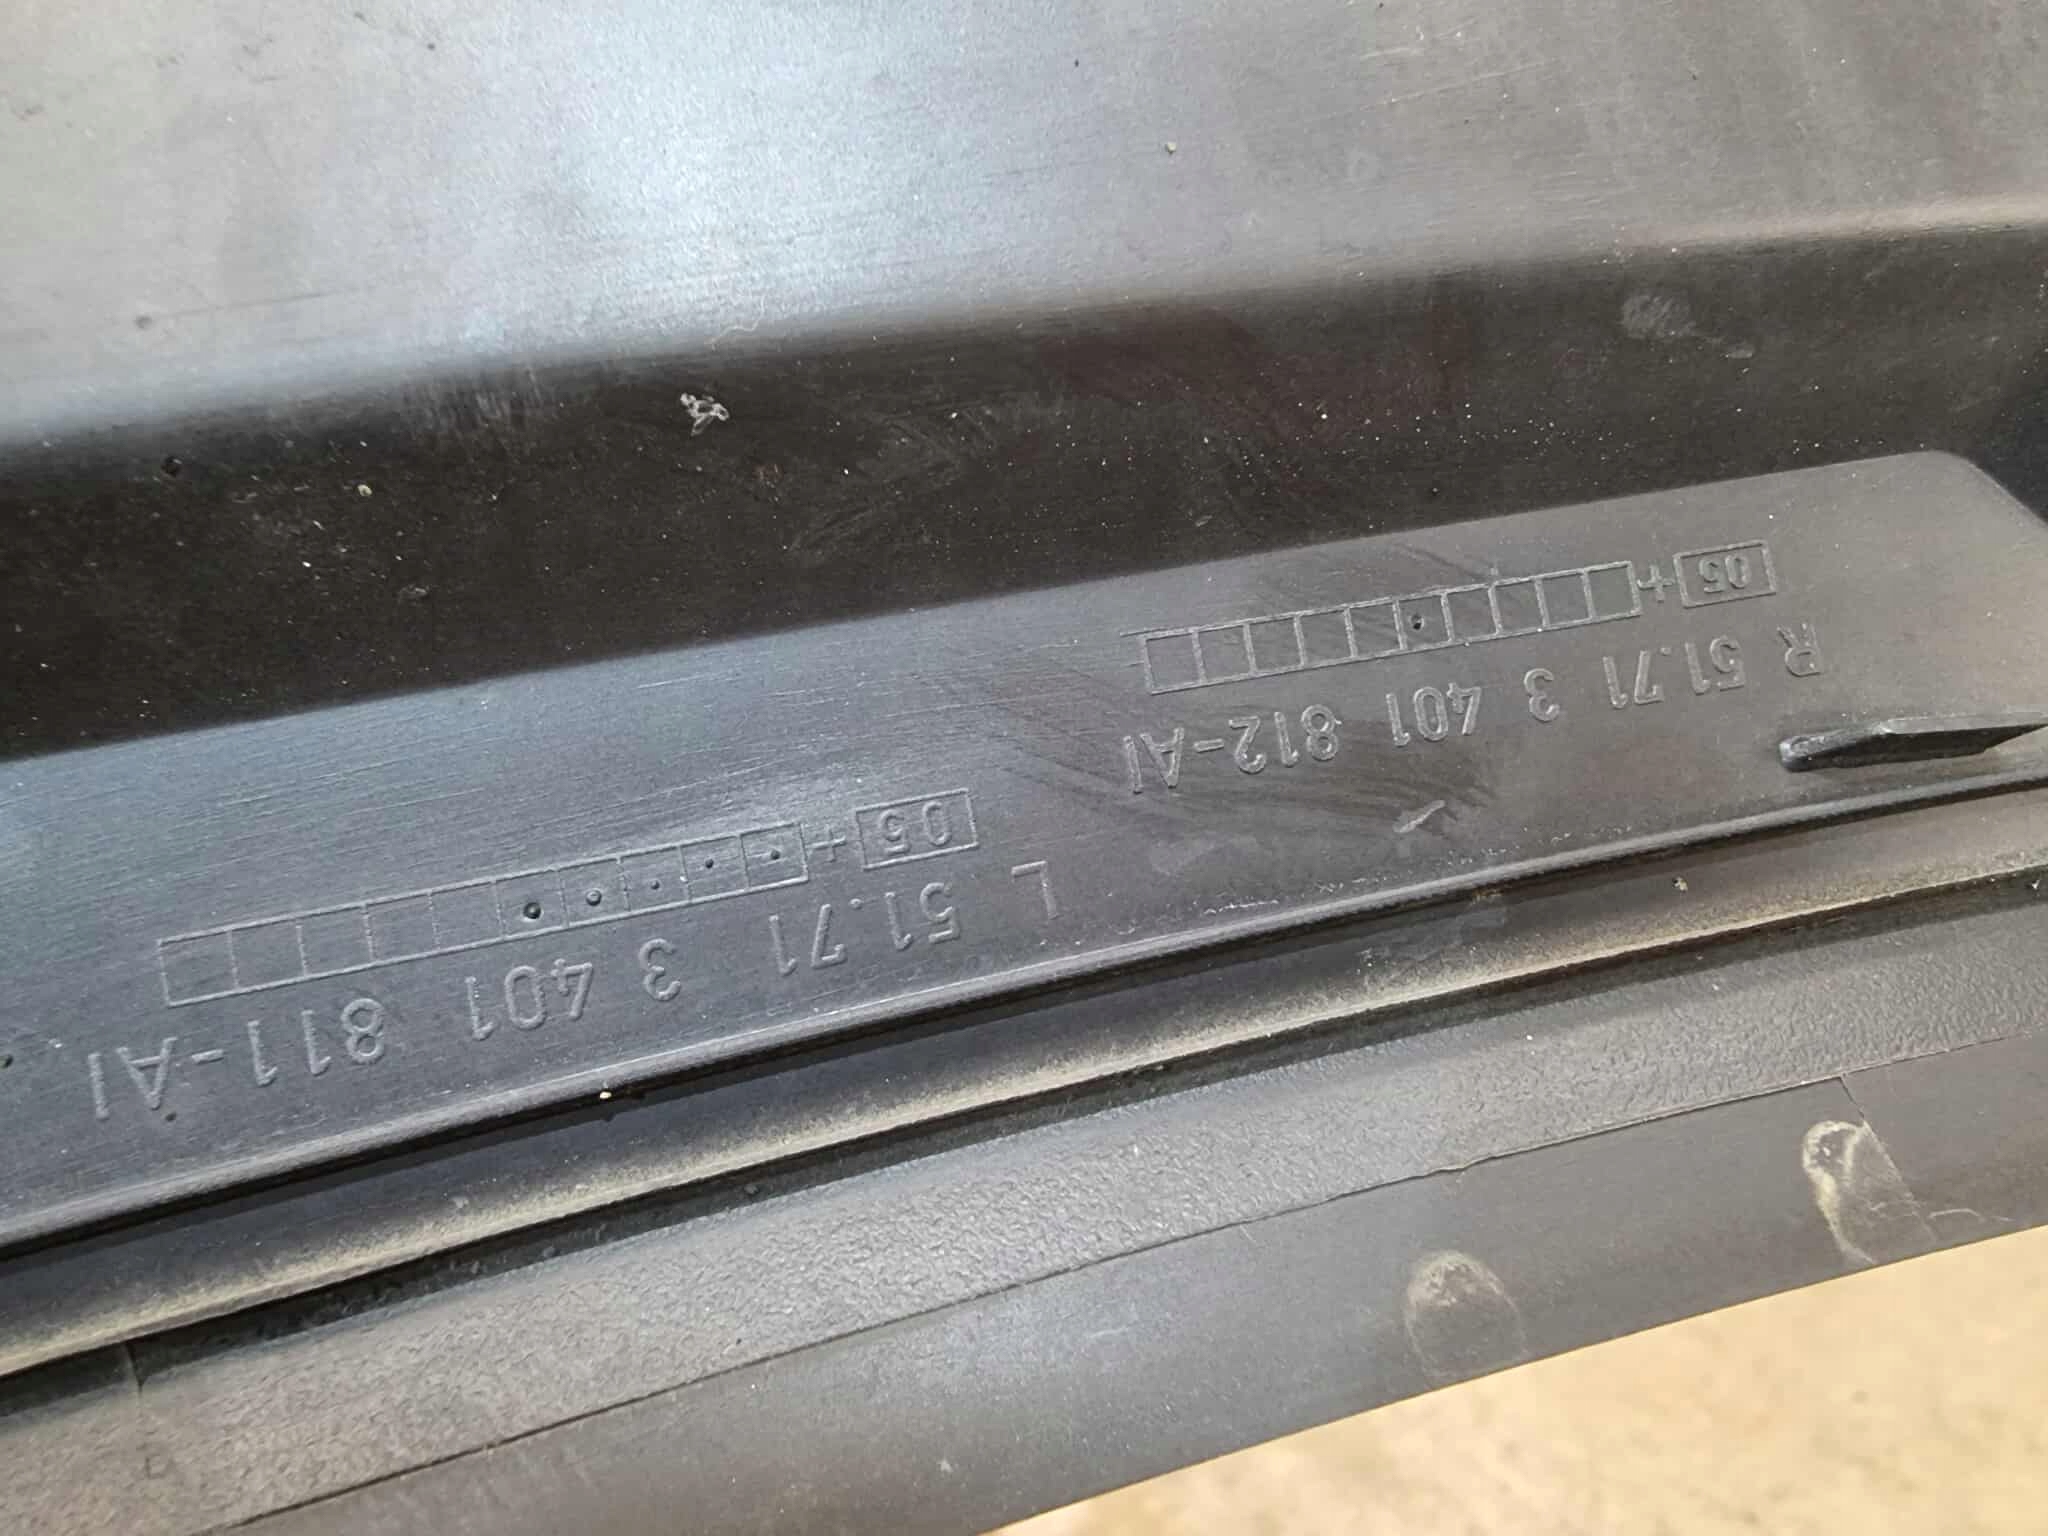 L 51.71 3 401 811-AI
05 +
R 51.71 3 401 812-AI
05 +